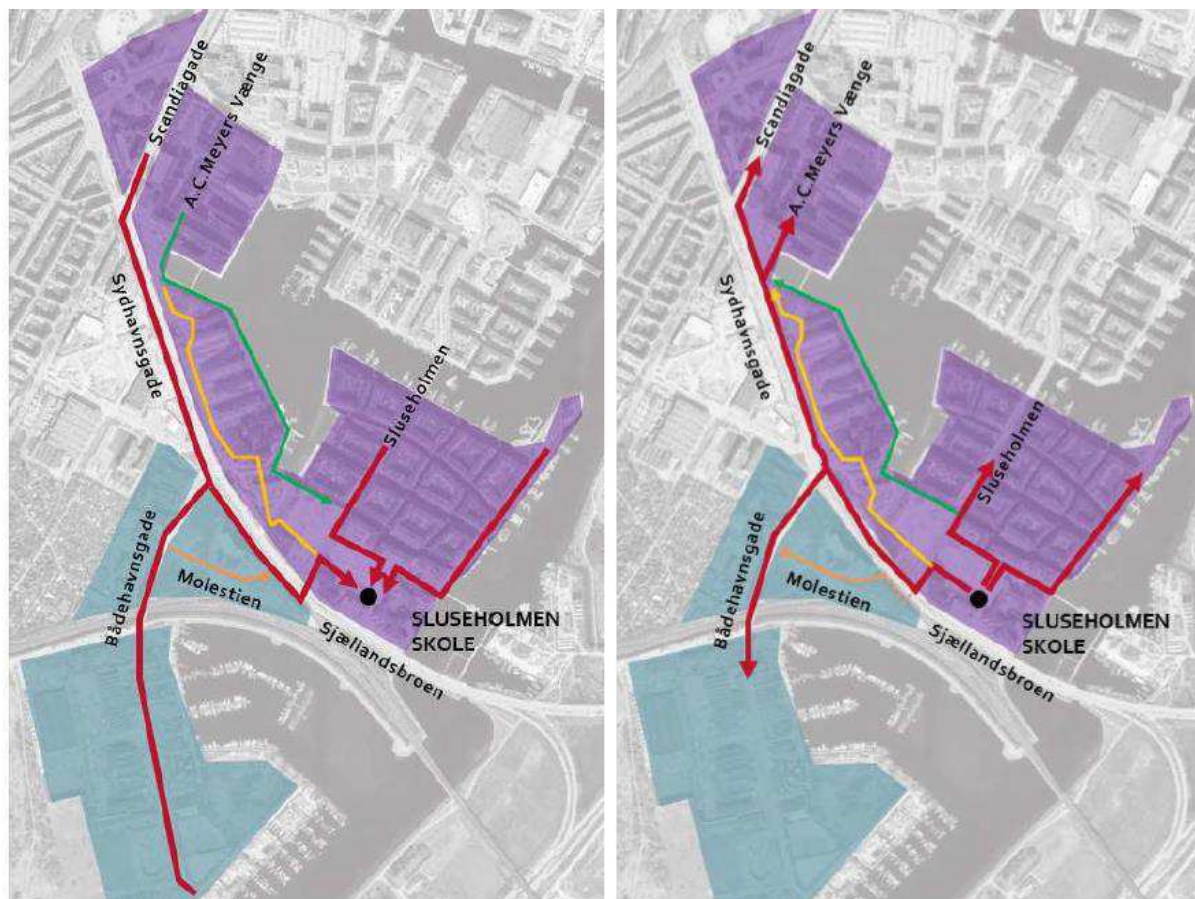 Scandiagade
A.C.Meyers Vænge
Sydhavnsgade
Sluseholmen
Bådehavnsgade
Molestien
SLUSEHOLMEN
SKOLE
Sjællandsbroen
Scandiagade
A.C.Meyers Vænge
Sydhavnsgade
Sluseholmen
Bådehavnsgade
Molestien
SLUSEHOLMEN
SKOLE
Sjællandsbroen